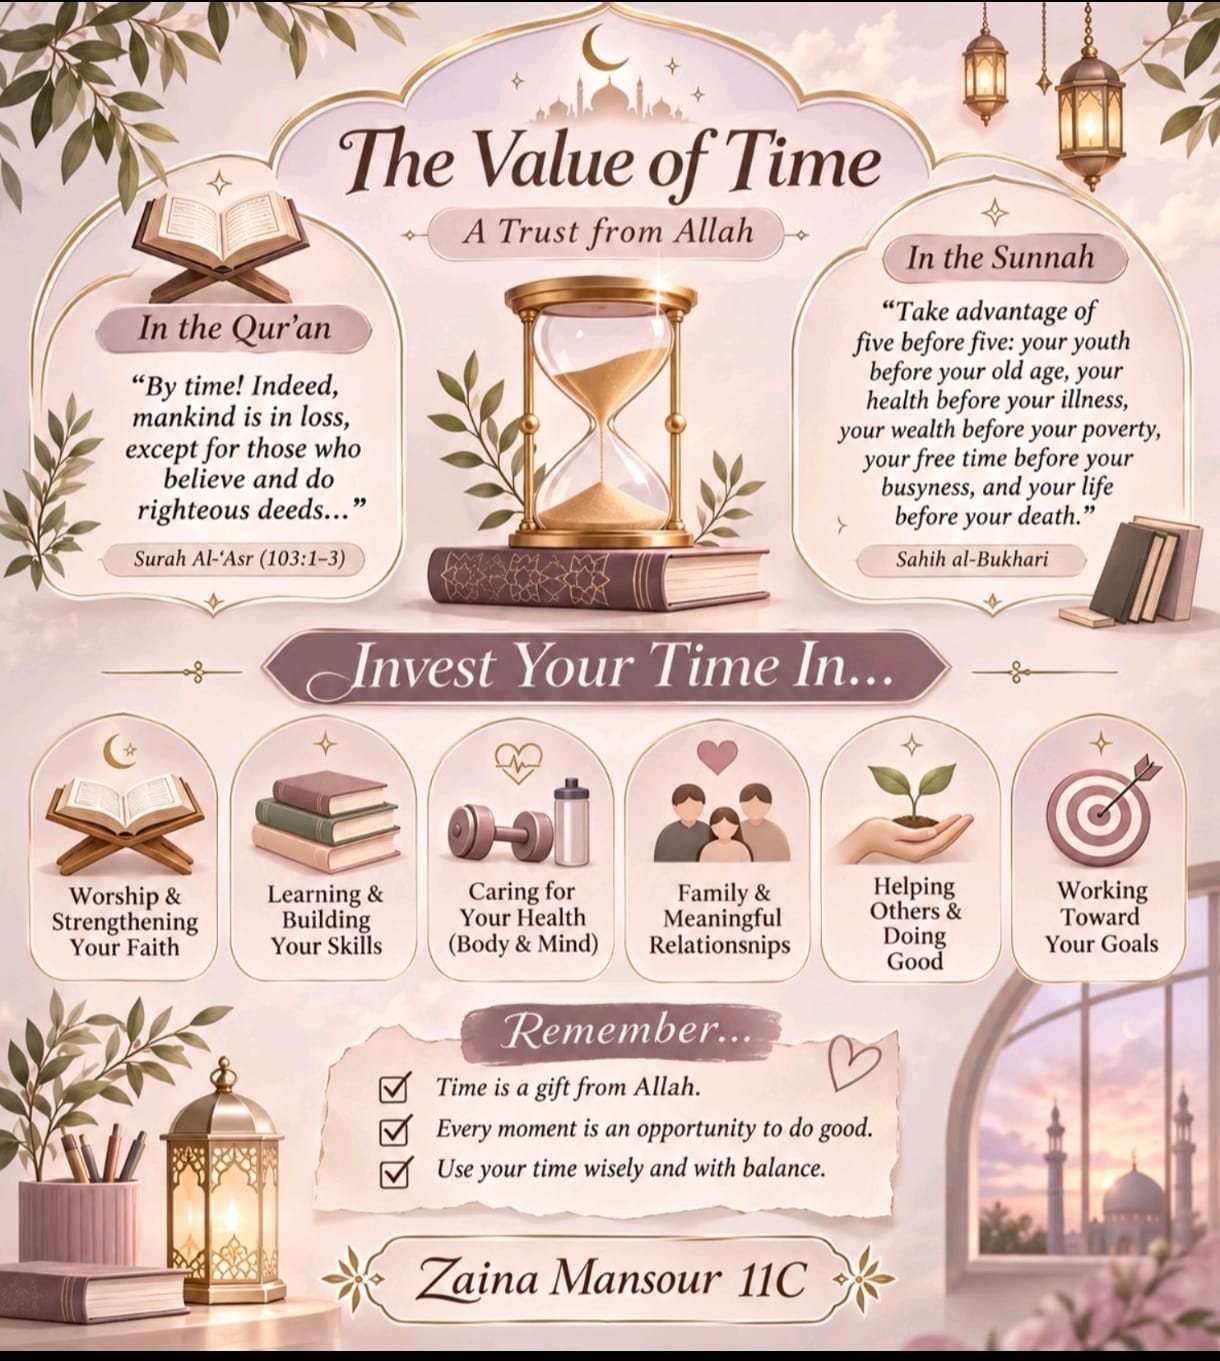 The Value of Time
A Trust from Allah
In the Qur'an
“By time! Indeed,
mankind is in loss,
except for those who
believe and do
righteous deeds...”
Surah Al-‘Asr (103:1–3)
In the Sunnah
“Take advantage of
five before five: your youth
before your old age, your
health before your illness,
your wealth before your poverty,
your free time before your
busyness, and your life
before your death.”
Sahih al-Bukhari
Invest Your Time In...
Worship &
Strengthening
Your Faith
Learning &
Building
Your Skills
Caring for
Your Health
(Body & Mind)
Family &
Meaningful
Relationsnips
Helping
Others &
Doing
Good
Working
Toward
Your Goals
Remember...
Time is a gift from Allah.
Every moment is an opportunity to do good.
Use your time wisely and with balance.
Zaina Mansour 11C